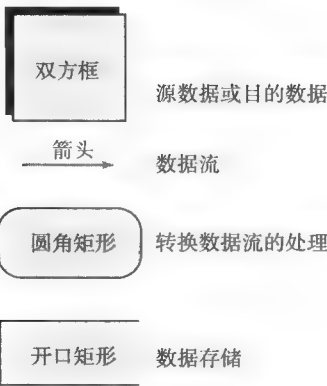 双方框
源数据或目的数据
箭头
数据流
圆角矩形 转换数据流的处理
开口矩形 数据存储